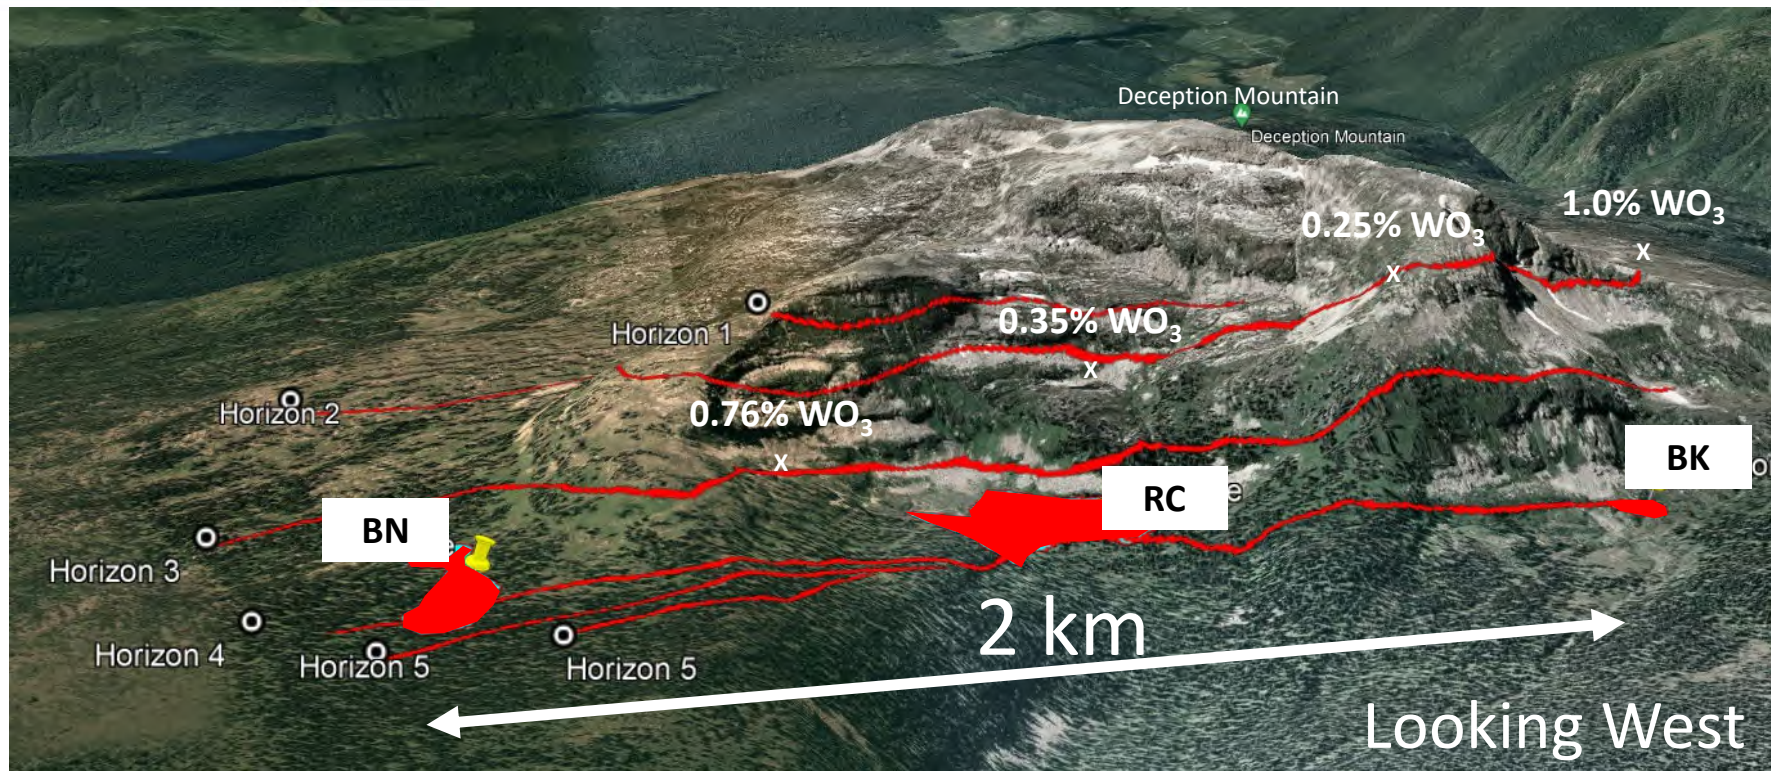 Deception Mountain
Deception Mountain
1.0% WO₃
0.25% WO₃
0.35% WO₃
Horizon 1
Horizon 2
0.76% WO₃
BK
RC
BN
Horizon 3
Horizon 4
Horizon 5
Horizon 5
2 km
Looking West